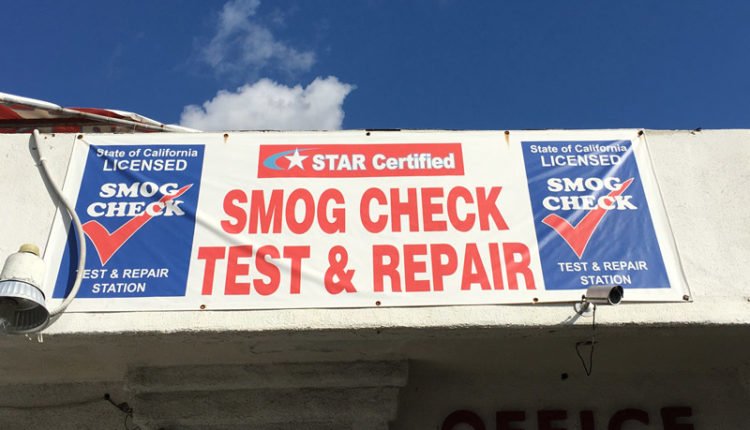 State of California
LICENSED
SMOG
CHECK
TEST & REPAIR
STATION
STAR Certified
SMOG CHECK
TEST & REPAIR
State of California
LICENSED
SMOG
CHECK
TEST & REPAIR
STATION
OFFICE